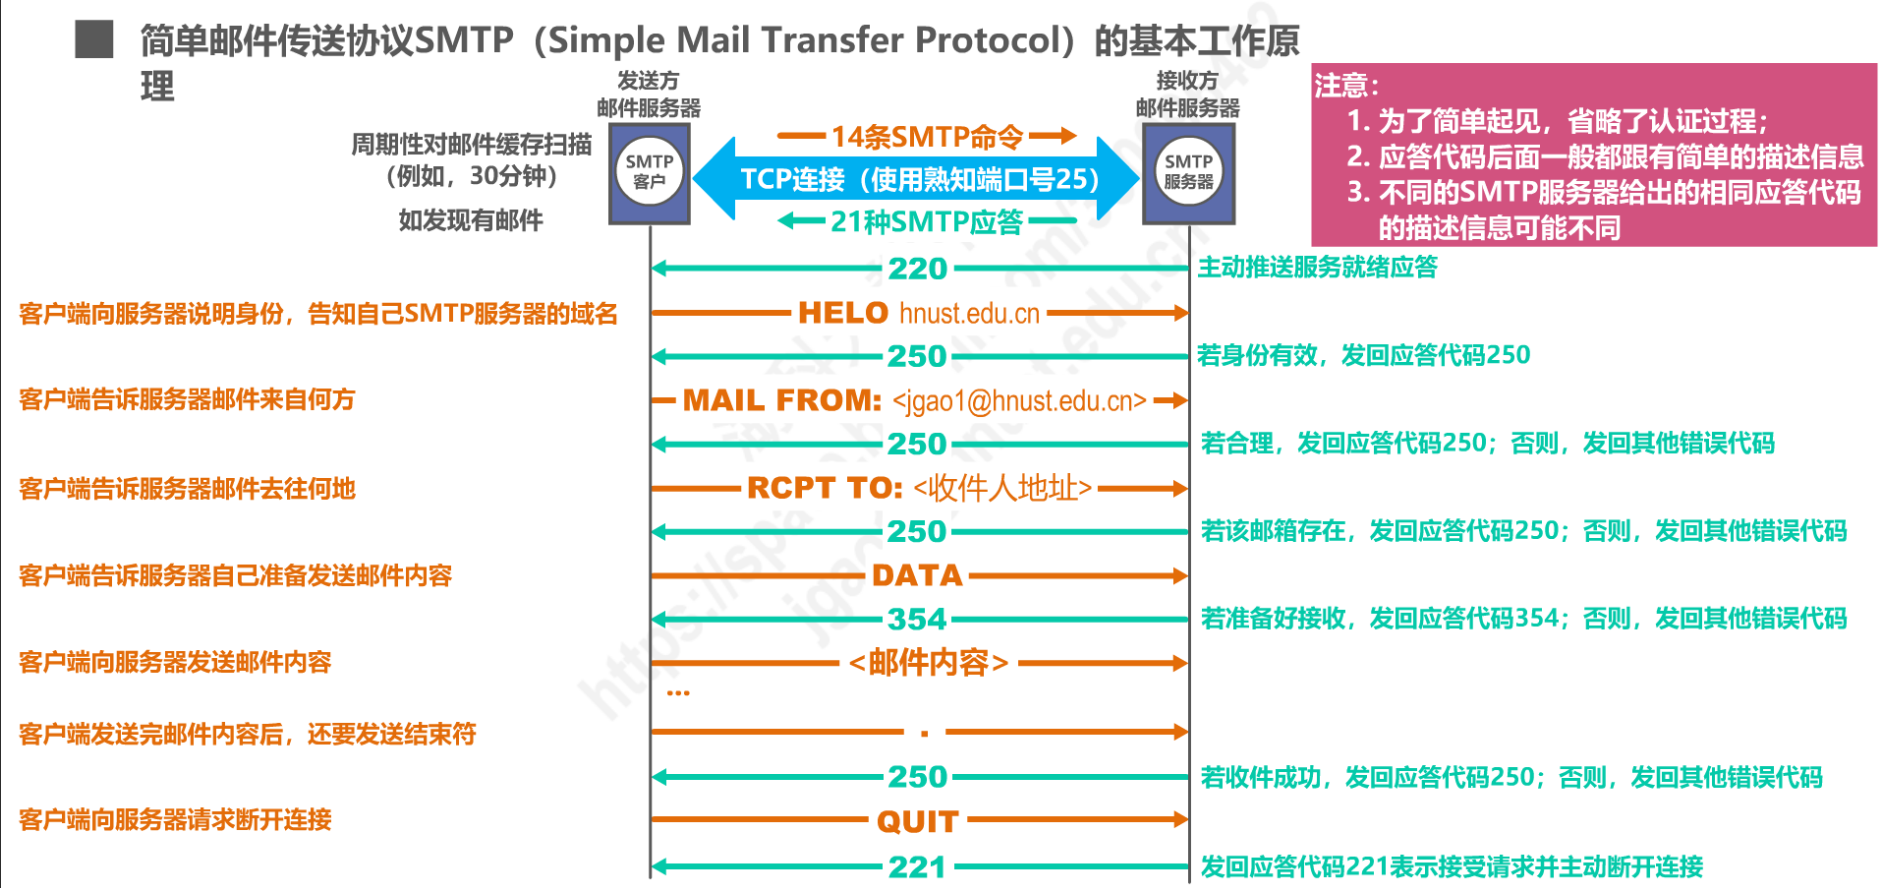 简单邮件传送协议SMTP（Simple Mail Transfer Protocol）的基本工作原
理
发送方
邮件服务器
接收方
邮件服务器
周期性对邮件缓存扫描
（例如，30分钟）
如发现有邮件
SMTP
客户
14条SMTP命令
TCP连接（使用熟知端口号25）
21种SMTP应答
SMTP
服务器
注意：
1. 为了简单起见，省略了认证过程；
2. 应答代码后面一般都跟有简单的描述信息
3. 不同的SMTP服务器给出的相同应答代码
的描述信息可能不同
220
主动推送服务就绪应答
客户端向服务器说明身份，告知自己SMTP服务器的域名
HELO hnust.edu.cn
250
若身份有效，发回应答代码250
客户端告诉服务器邮件来自何方
MAIL FROM: <jgao1@hnust.edu.cn>
250
若合理，发回应答代码250；否则，发回其他错误代码
客户端告诉服务器邮件去往何地
RCPT TO: <收件人地址>
250
若该邮箱存在，发回应答代码250；否则，发回其他错误代码
客户端告诉服务器自己准备发送邮件内容
DATA
354
若准备好接收，发回应答代码354；否则，发回其他错误代码
客户端向服务器发送邮件内容
<邮件内容>
...
客户端发送完邮件内容后，还要发送结束符
.
250
若收件成功，发回应答代码250；否则，发回其他错误代码
客户端向服务器请求断开连接
QUIT
221
发回应答代码221表示接受请求并主动断开连接